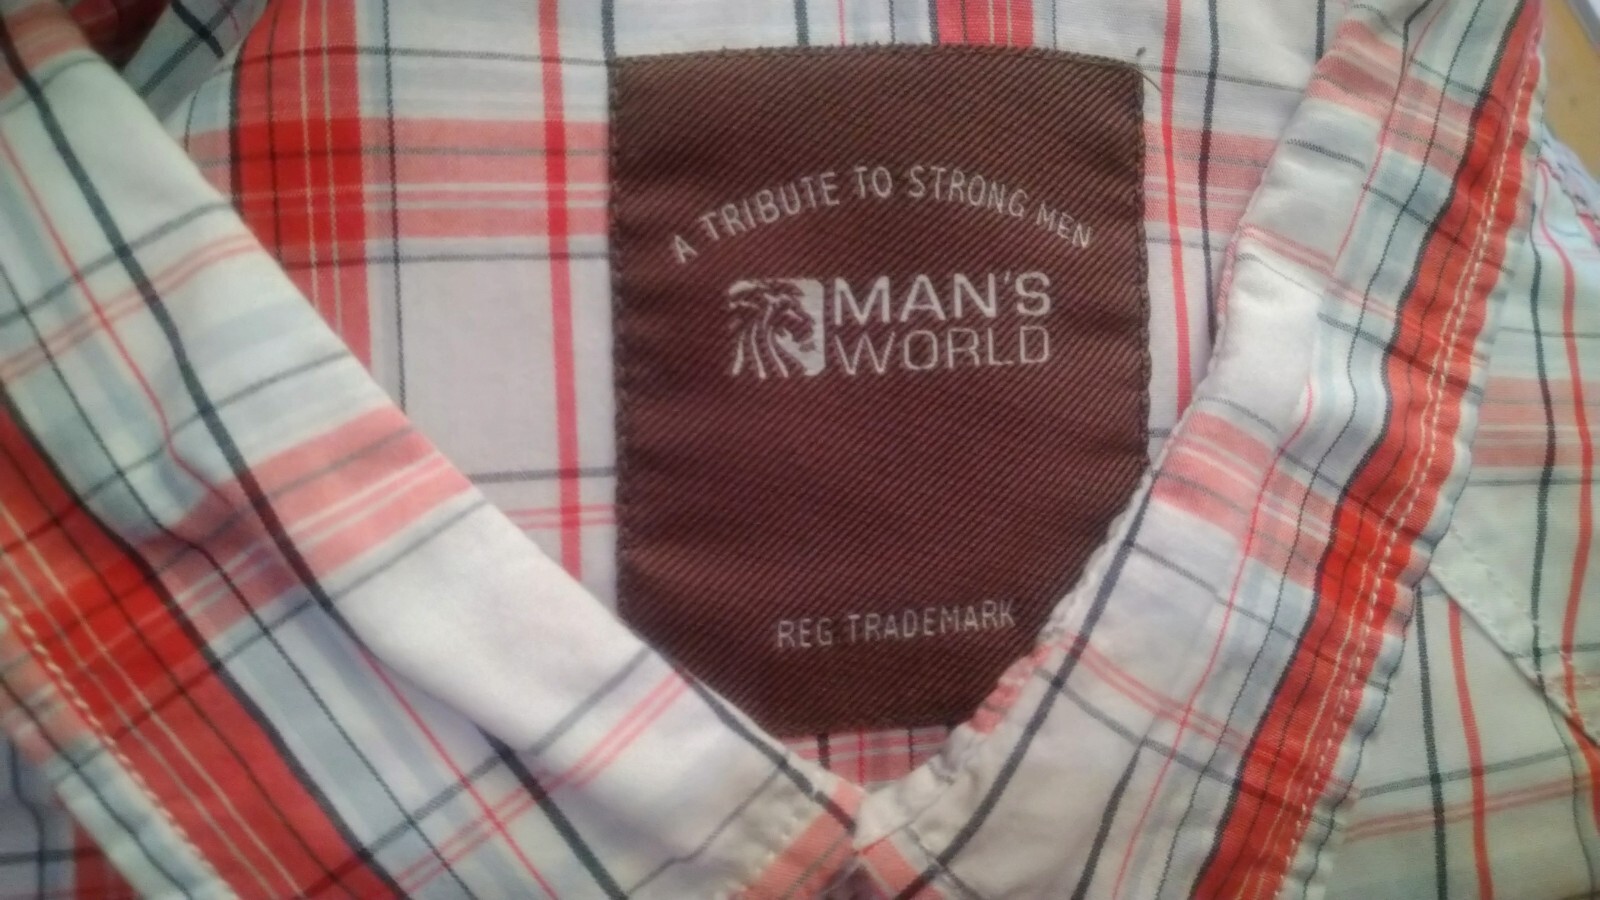 A TRIBUTE TO STRONG MEN
MAN'S
WORLD
REG TRADEMARK